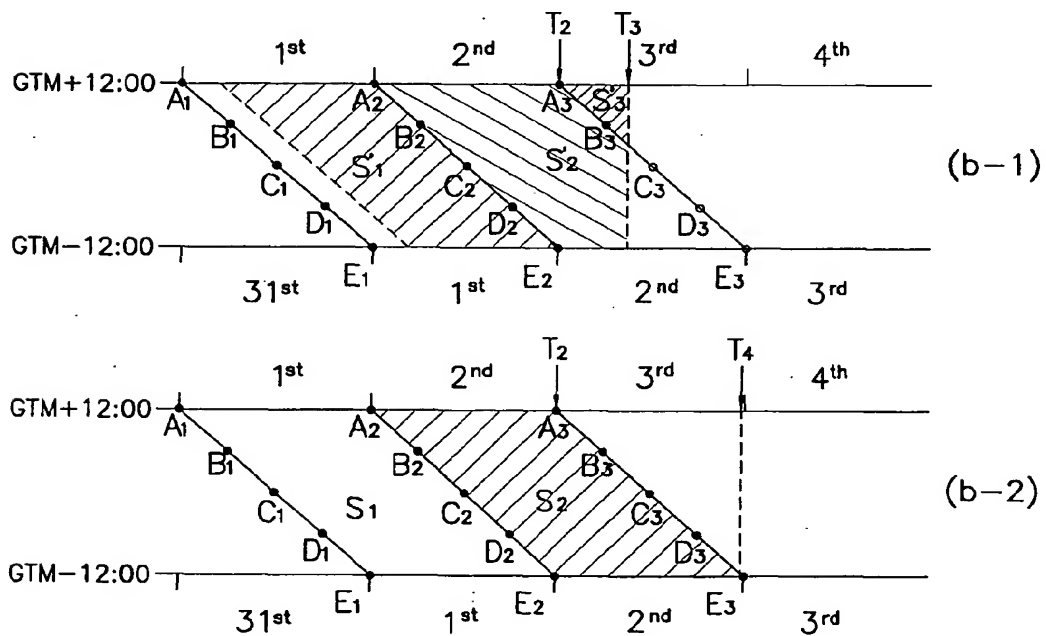 T2 T3
1st 2nd 3rd 4th
GTM+12:00
A1 A2 A3 S'3
B1 B2 B3
S'1 S'2
C1 C2 C3
D1 D2 D3
(b-1)
GTM-12:00
E1 E2 E3
31st 1st 2nd 3rd
T2 T4
1st 2nd 3rd 4th
GTM+12:00
A1 A2 A3
B1 B2 B3
S1 S2
C1 C2 C3
D1 D2 D3
(b-2)
GTM-12:00
E1 E2 E3
31st 1st 2nd 3rd